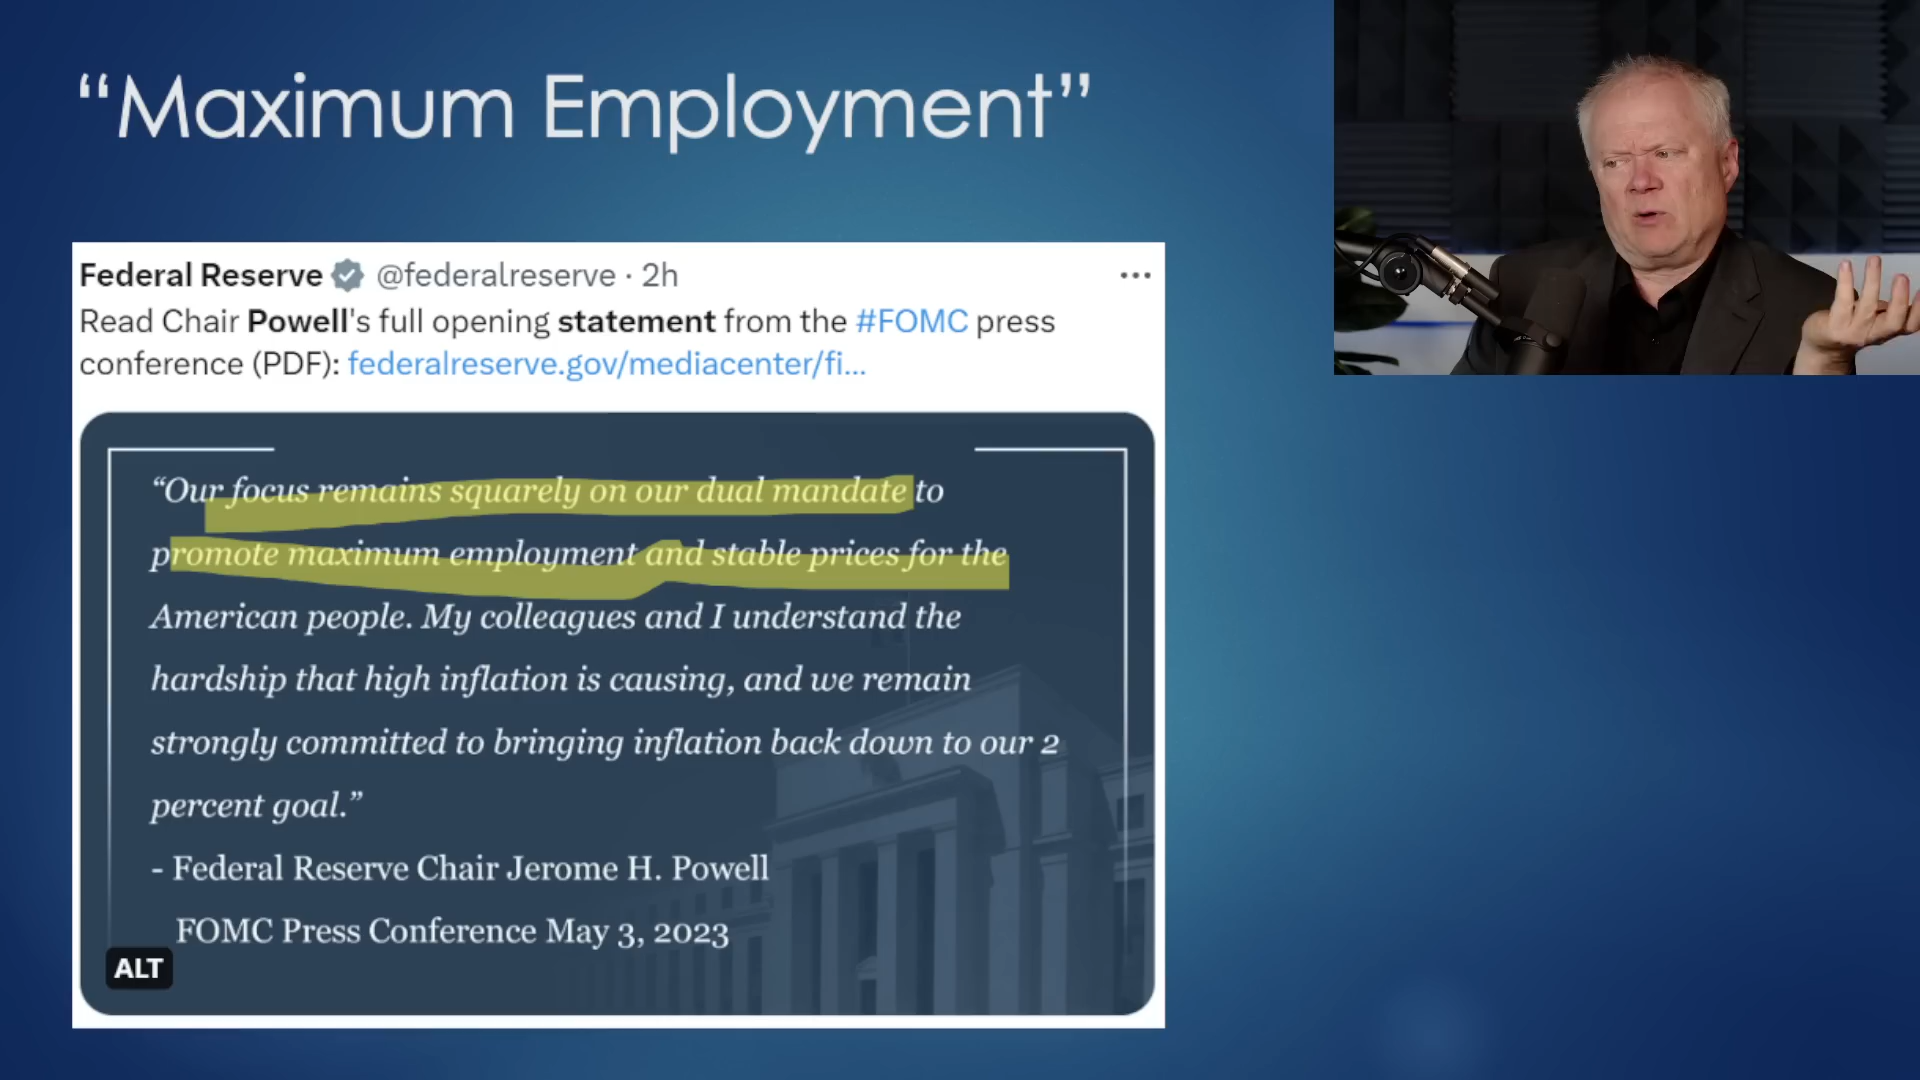 “Maximum Employment”
Federal Reserve @federalreserve · 2h
Read Chair Powell's full opening statement from the #FOMC press
conference (PDF): federalreserve.gov/mediacenter/fi...
“Our focus remains squarely on our dual mandate to
promote maximum employment and stable prices for the
American people. My colleagues and I understand the
hardship that high inflation is causing, and we remain
strongly committed to bringing inflation back down to our 2
percent goal.”
- Federal Reserve Chair Jerome H. Powell
FOMC Press Conference May 3, 2023
ALT